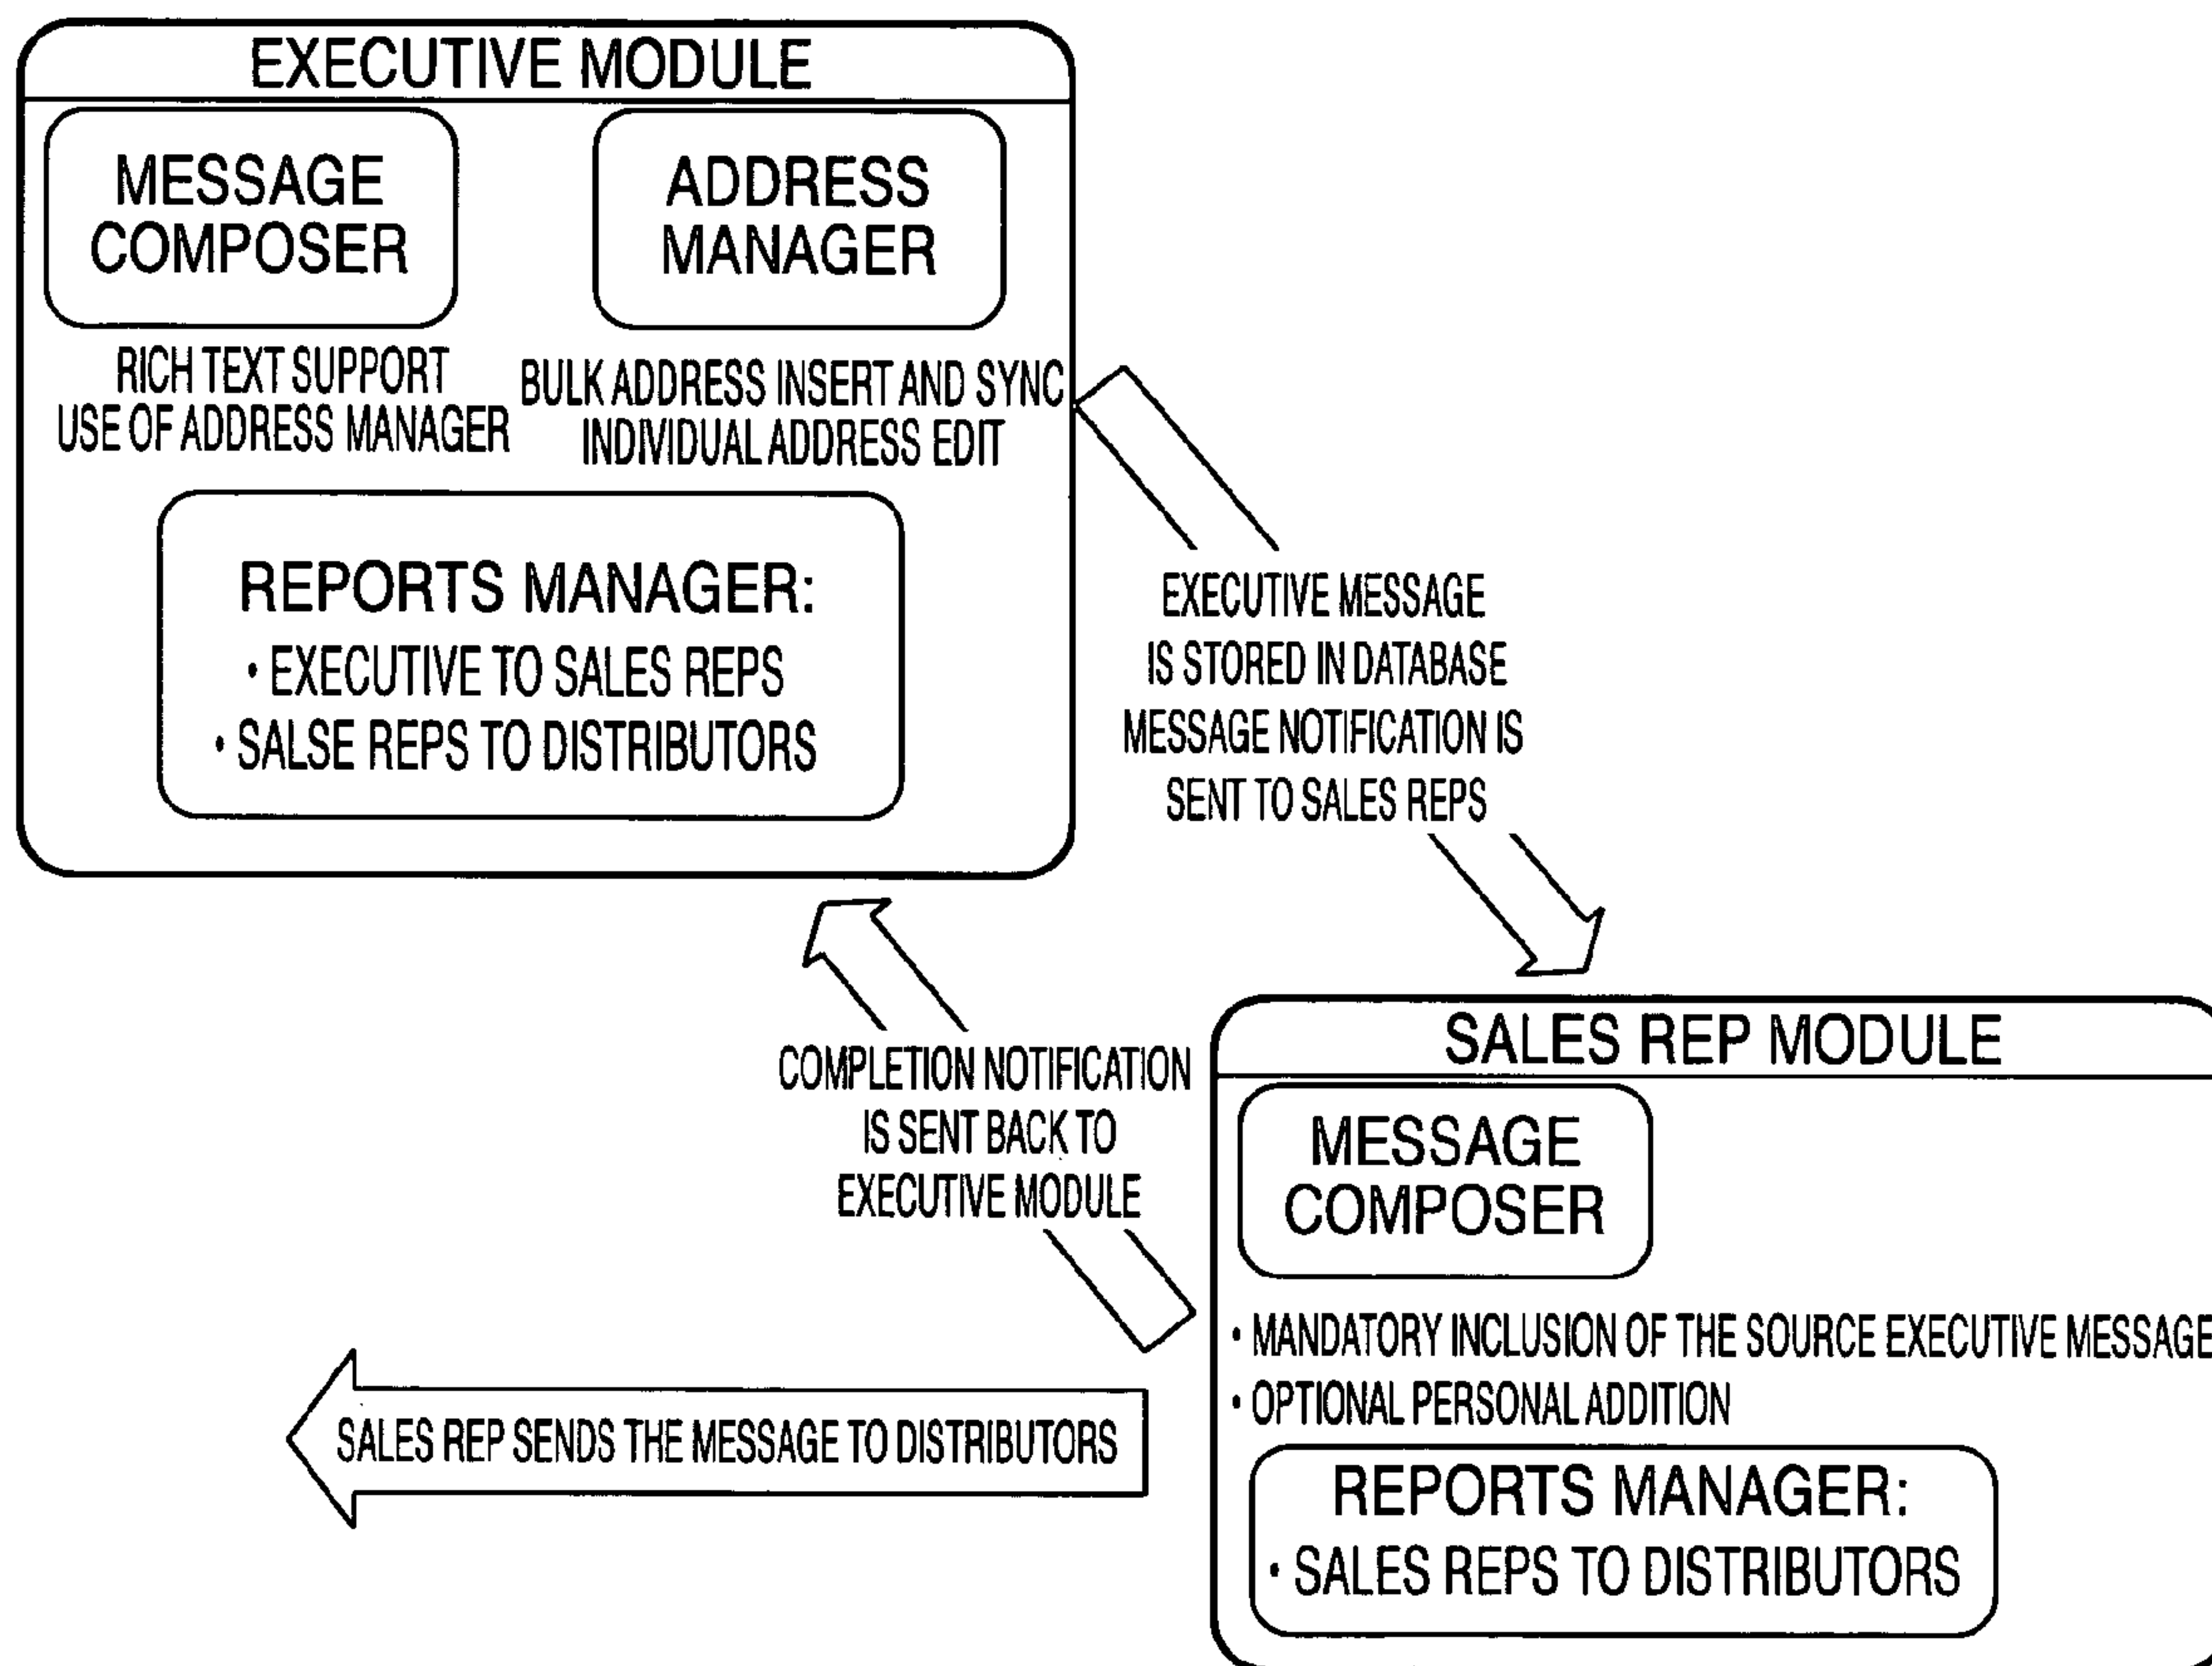 EXECUTIVE MODULE
MESSAGE
COMPOSER
RICH TEXT SUPPORT
USE OF ADDRESS MANAGER
ADDRESS
MANAGER
BULK ADDRESS INSERT AND SYNC
INDIVIDUAL ADDRESS EDIT
REPORTS MANAGER:
• EXECUTIVE TO SALES REPS
• SALSE REPS TO DISTRIBUTORS
EXECUTIVE MESSAGE
IS STORED IN DATABASE
MESSAGE NOTIFICATION IS
SENT TO SALES REPS
COMPLETION NOTIFICATION
IS SENT BACK TO
EXECUTIVE MODULE
SALES REP MODULE
MESSAGE
COMPOSER
• MANDATORY INCLUSION OF THE SOURCE EXECUTIVE MESSAGE
• OPTIONAL PERSONAL ADDITION
REPORTS MANAGER:
• SALES REPS TO DISTRIBUTORS
SALES REP SENDS THE MESSAGE TO DISTRIBUTORS